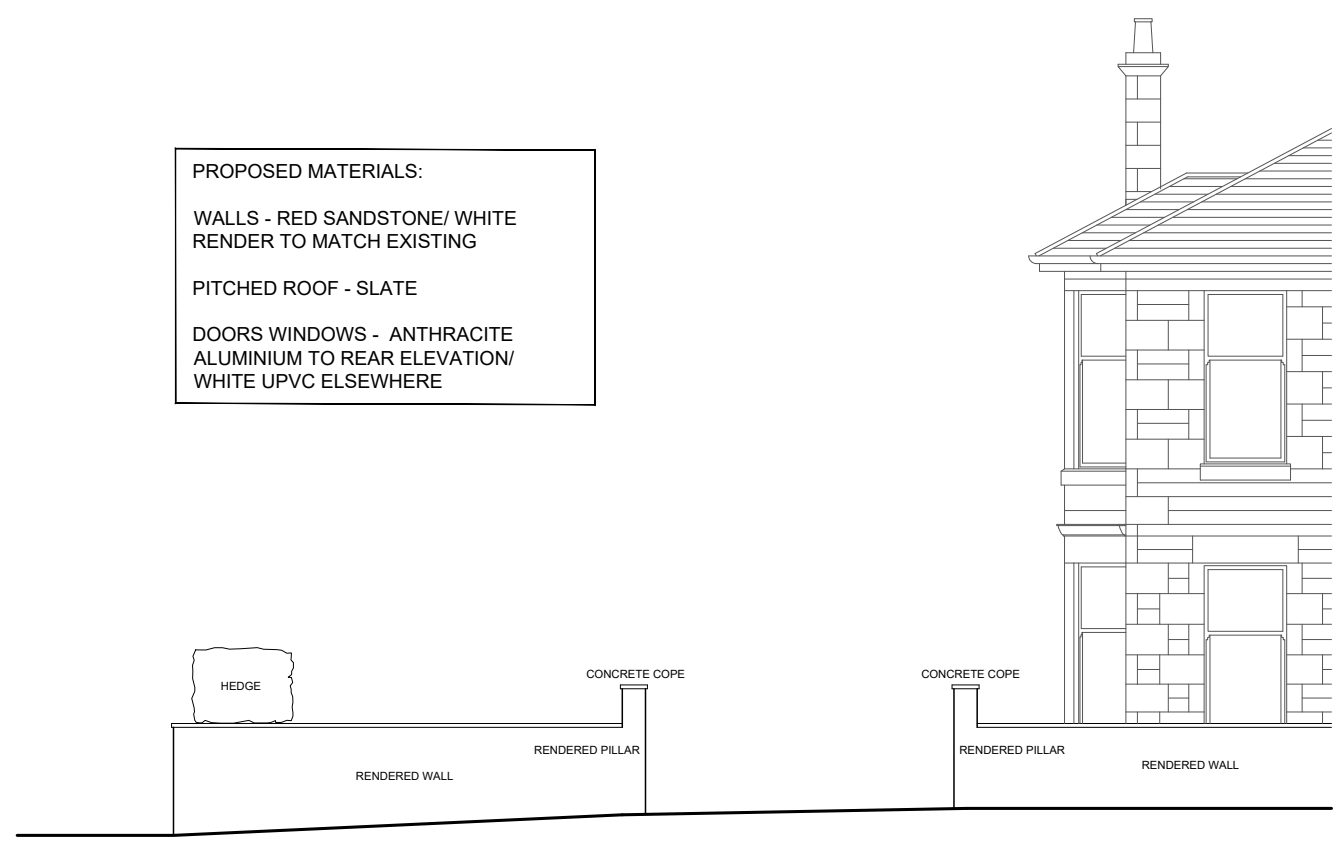 PROPOSED MATERIALS:
WALLS - RED SANDSTONE/ WHITE
RENDER TO MATCH EXISTING
PITCHED ROOF - SLATE
DOORS WINDOWS - ANTHRACITE
ALUMINIUM TO REAR ELEVATION/
WHITE UPVC ELSEWHERE
HEDGE
CONCRETE COPE
CONCRETE COPE
RENDERED PILLAR
RENDERED PILLAR
RENDERED WALL
RENDERED WALL